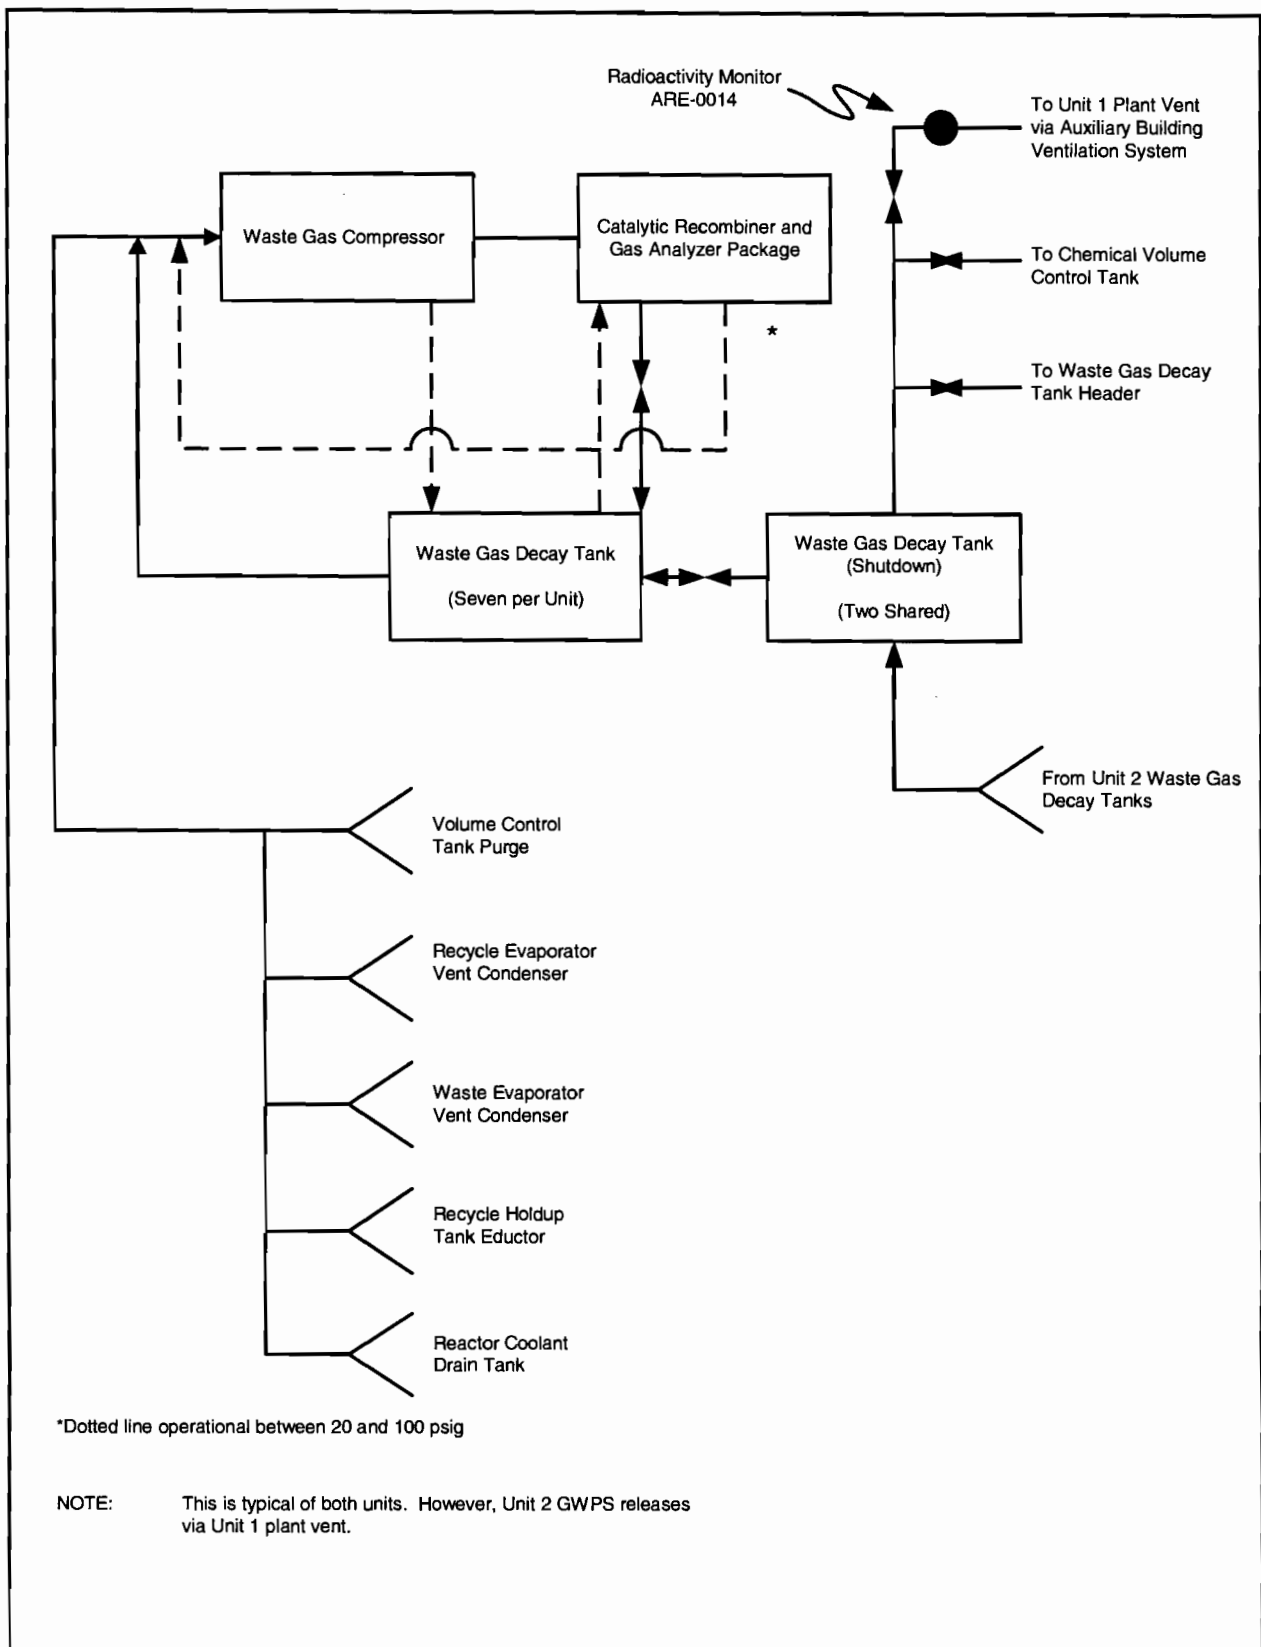 Radioactivity Monitor
ARE-0014
To Unit 1 Plant Vent
via Auxiliary Building
Ventilation System
Waste Gas Compressor
Catalytic Recombiner and
Gas Analyzer Package
To Chemical Volume
Control Tank
*
To Waste Gas Decay
Tank Header
Waste Gas Decay Tank
(Seven per Unit)
Waste Gas Decay Tank
(Shutdown)
(Two Shared)
From Unit 2 Waste Gas
Decay Tanks
Volume Control
Tank Purge
Recycle Evaporator
Vent Condenser
Waste Evaporator
Vent Condenser
Recycle Holdup
Tank Eductor
Reactor Coolant
Drain Tank
*Dotted line operational between 20 and 100 psig
NOTE: This is typical of both units. However, Unit 2 GWPS releases
via Unit 1 plant vent.